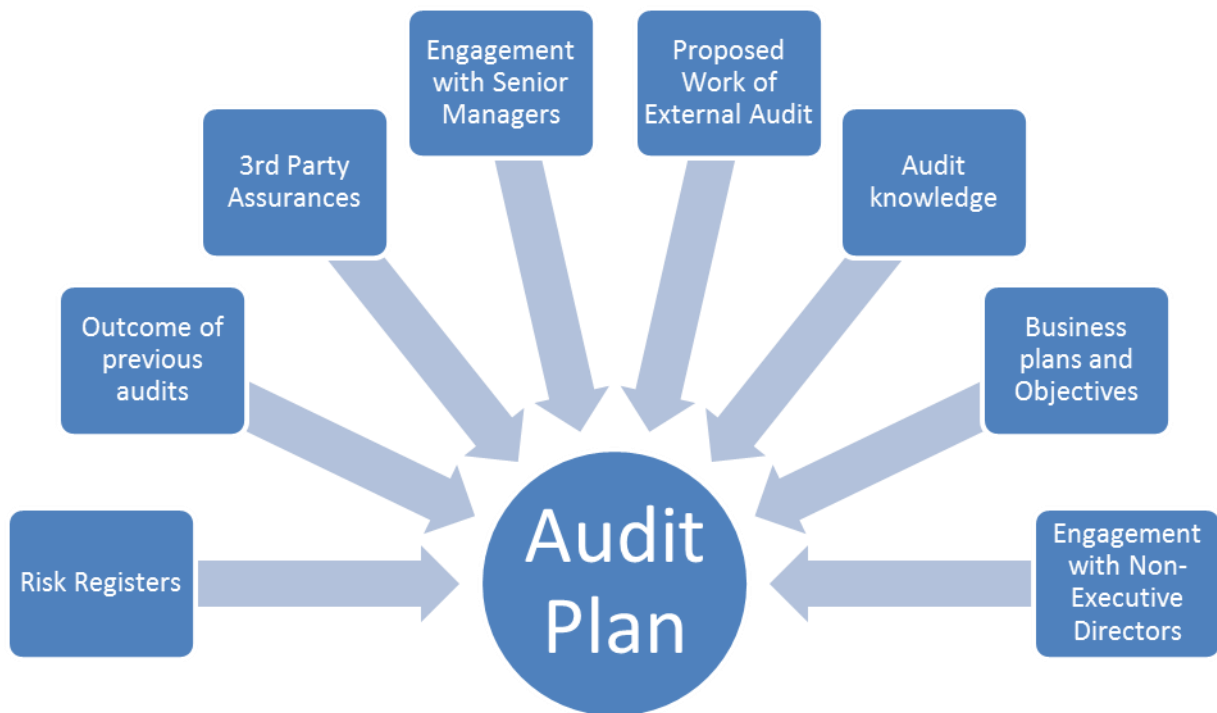 Risk Registers
Outcome of
previous
audits
3rd Party
Assurances
Engagement
with Senior
Managers
Proposed
Work of
External Audit
Audit
knowledge
Business
plans and
Objectives
Engagement
with Non-
Executive
Directors
Audit
Plan